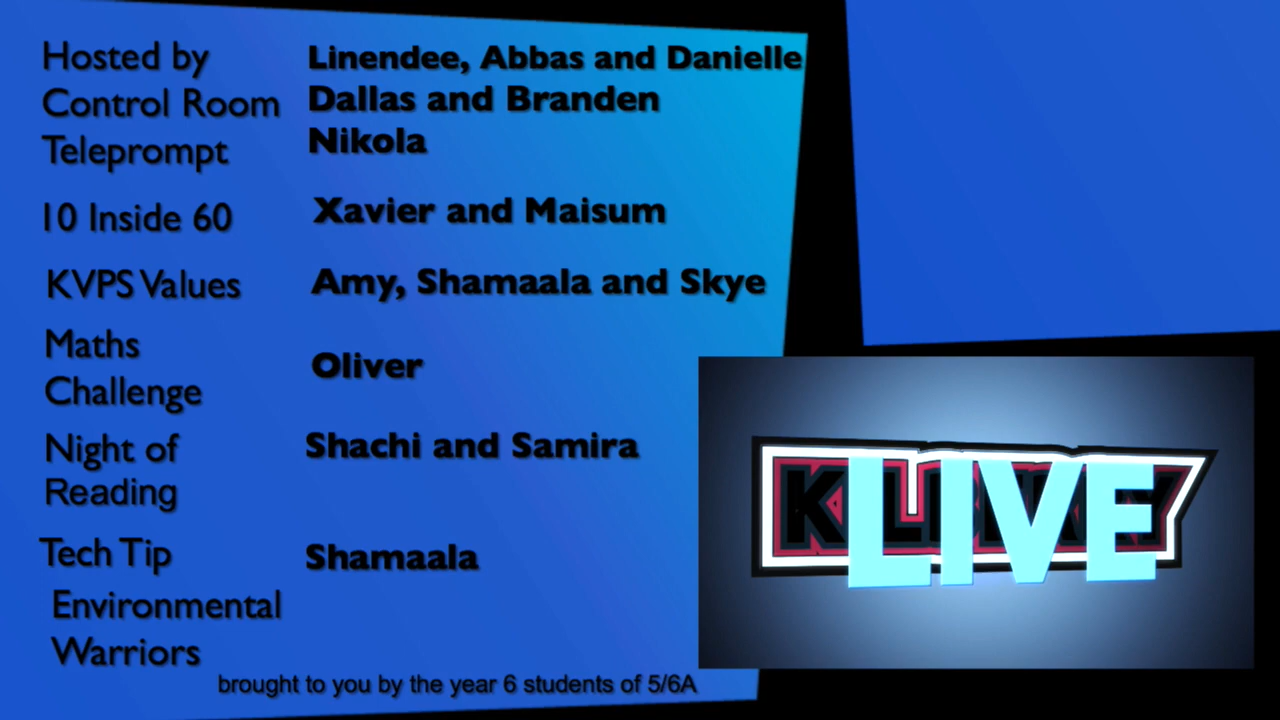 Hosted by Linendee, Abbas and Danielle
Control Room Dallas and Branden
Teleprompt Nikola
10 Inside 60 Xavier and Maisum
KVPS Values Amy, Shamaala and Skye
Maths
Challenge Oliver
Night of Shachi and Samira
Reading
Tech Tip Shamaala
Environmental
Warriors
brought to you by the year 6 students of 5/6A
LIVE